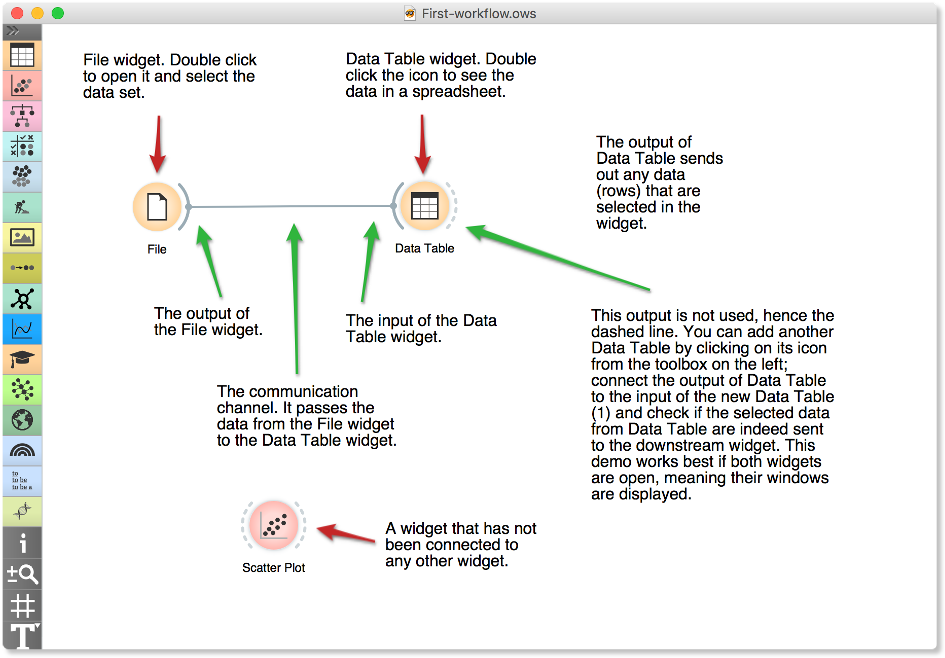 First-workflow.ows
File widget. Double click
to open it and select the
data set.
Data Table widget. Double
click the icon to see the
data in a spreadsheet.
The output of
Data Table sends
out any data
(rows) that are
selected in the
widget.
File
Data Table
The output of
the File widget.
The input of the Data
Table widget.
This output is not used, hence the
dashed line. You can add another
Data Table by clicking on its icon
from the toolbox on the left;
connect the output of Data Table
to the input of the new Data Table
(1) and check if the selected data
from Data Table are indeed sent
to the downstream widget. This
demo works best if both widgets
are open, meaning their windows
are displayed.
The communication
channel. It passes the
data from the File widget
to the Data Table widget.
Scatter Plot
A widget that has not
been connected to
any other widget.
to
to be
to be a
i
T